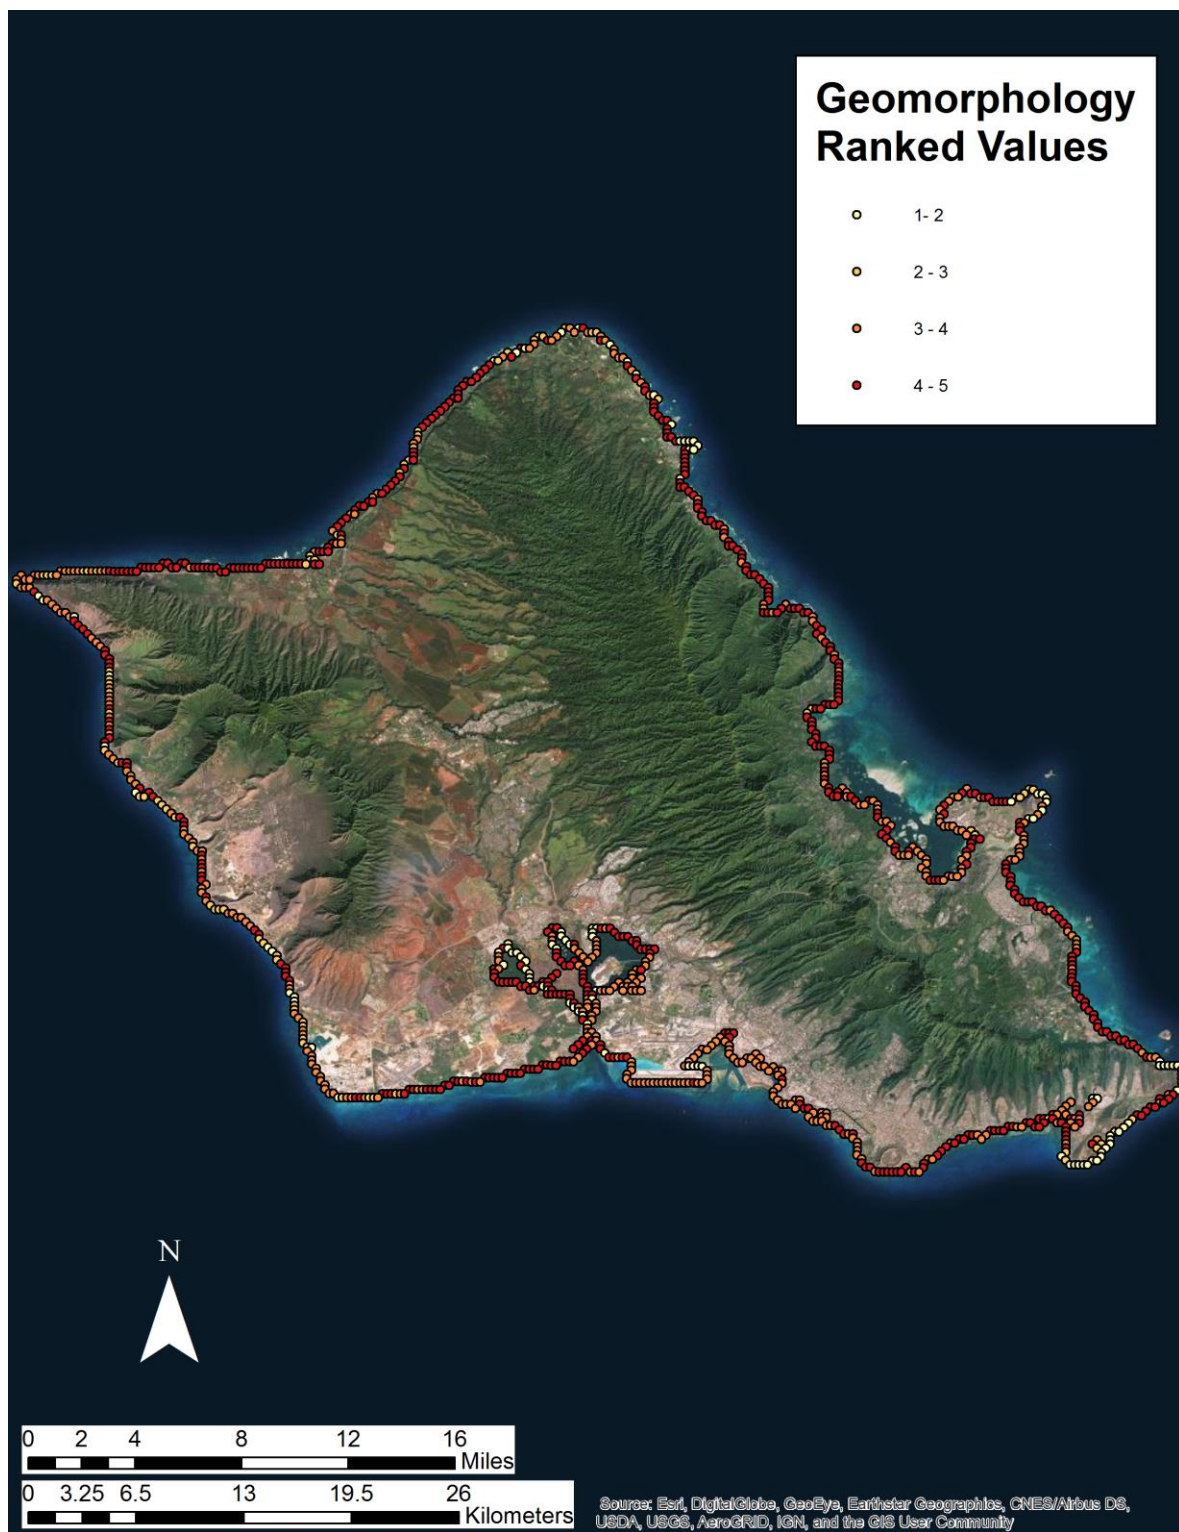 Geomorphology
Ranked Values
1- 2
2 - 3
3 - 4
4 - 5
N
0 2 4 8 12 16
Miles
0 3.25 6.5 13 19.5 26
Kilometers
Source: Esri, DigitalGlobe, GeoEye, Earthstar Geographics, CNES/Airbus DS,
USDA, USGS, AeroGRID, IGN, and the GIS User Community